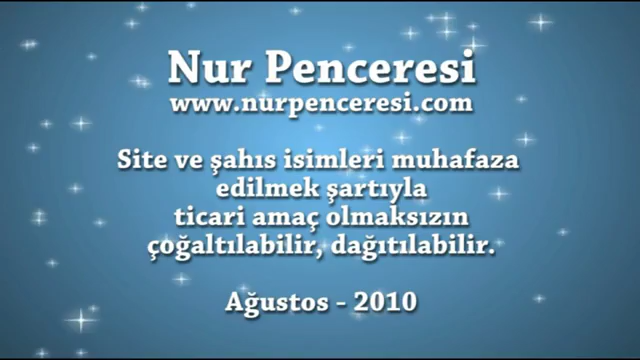 Nur Penceresi
www.nurpenceresi.com
Site ve şahıs isimleri muhafaza
edilmek şartıyla
ticari amaç olmaksızın
çoğaltılabilir, dağıtılabilir.
Ağustos - 2010